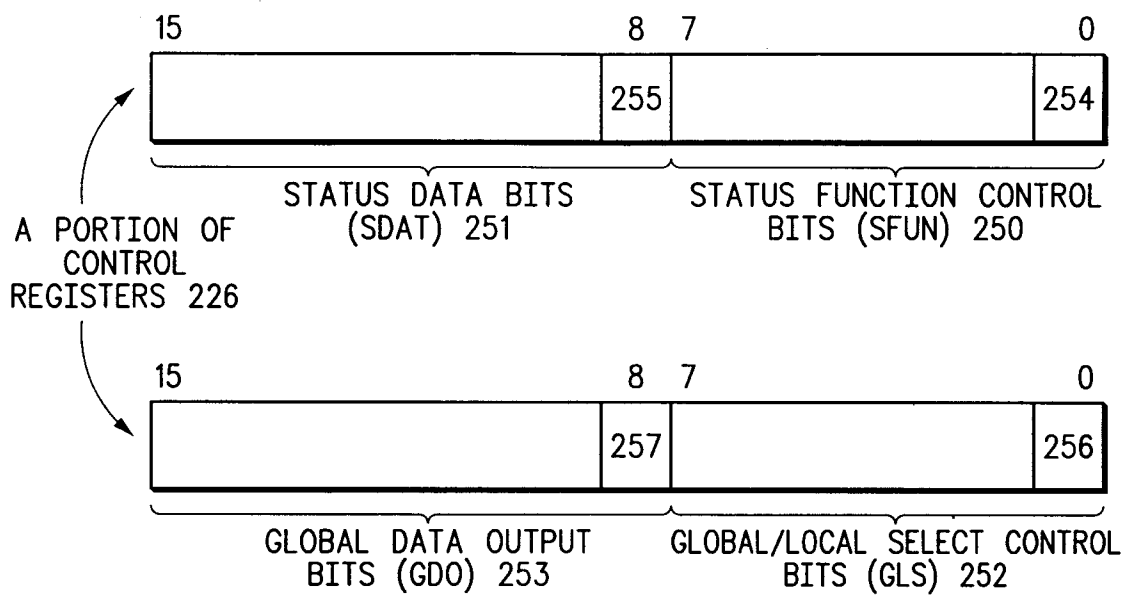 15 8 7 0
255 254
STATUS DATA BITS
(SDAT) 251
STATUS FUNCTION CONTROL
BITS (SFUN) 250
A PORTION OF
CONTROL
REGISTERS 226
15 8 7 0
257 256
GLOBAL DATA OUTPUT
BITS (GDO) 253
GLOBAL/LOCAL SELECT CONTROL
BITS (GLS) 252